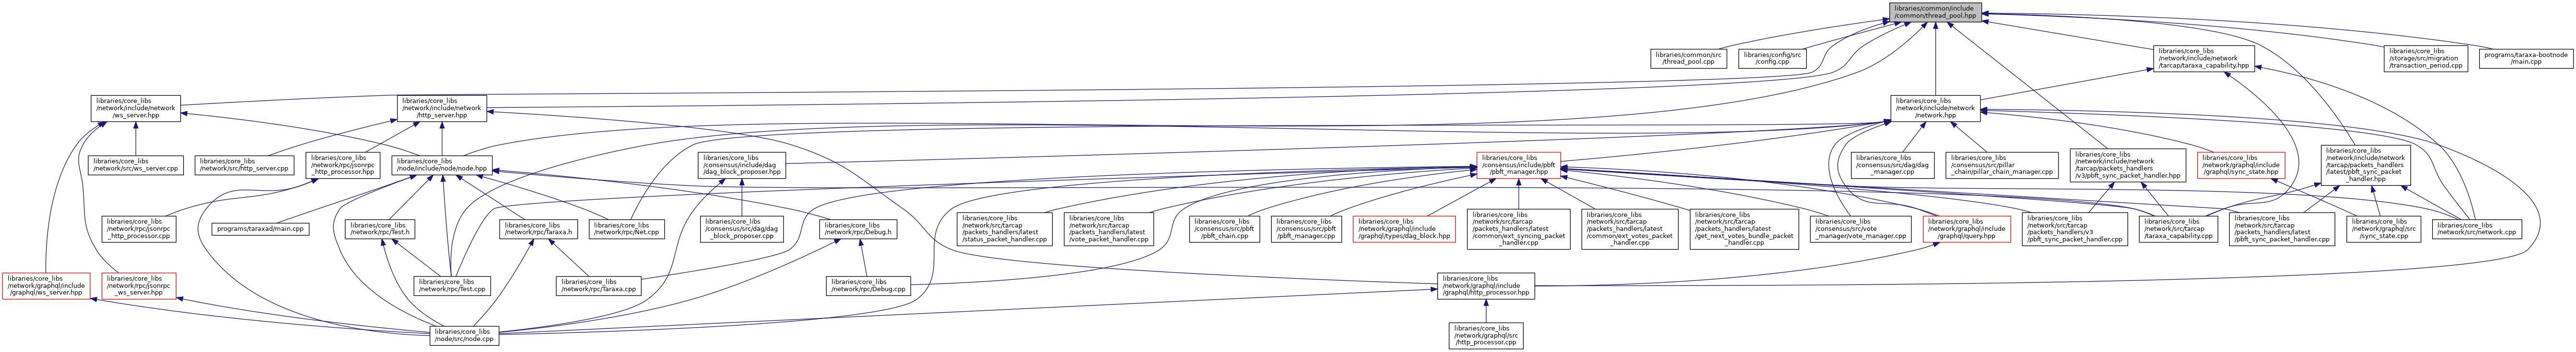 libraries/common/include
/common/thread_pool.hpp
libraries/common/src
/thread_pool.cpp
libraries/config/src
/config.cpp
libraries/core_libs
/network/include/network
/tarcap/taraxa_capability.hpp
libraries/core_libs
/storage/src/migration
/transaction_period.cpp
programs/taraxa-bootnode
/main.cpp
libraries/core_libs
/network/include/network
/ws_server.hpp
libraries/core_libs
/network/include/network
/http_server.hpp
libraries/core_libs
/network/include/network
/network.hpp
libraries/core_libs
/network/src/ws_server.cpp
libraries/core_libs
/network/src/http_server.cpp
libraries/core_libs
/network/rpc/jsonrpc
_http_processor.hpp
libraries/core_libs
/node/include/node/node.hpp
libraries/core_libs
/consensus/include/dag
/dag_block_proposer.hpp
libraries/core_libs
/consensus/include/pbft
/pbft_manager.hpp
libraries/core_libs
/consensus/src/dag/dag
_manager.cpp
libraries/core_libs
/consensus/src/pillar
_chain/pillar_chain_manager.cpp
libraries/core_libs
/network/include/network
/tarcap/packets_handlers
/v3/pbft_sync_packet_handler.hpp
libraries/core_libs
/network/graphql/include
/graphql/sync_state.hpp
libraries/core_libs
/network/include/network
/tarcap/packets_handlers
/latest/pbft_sync_packet
_handler.hpp
libraries/core_libs
/network/rpc/jsonrpc
_http_processor.cpp
programs/taraxad/main.cpp
libraries/core_libs
/network/rpc/Test.h
libraries/core_libs
/network/rpc/Taraxa.h
libraries/core_libs
/network/rpc/Net.cpp
libraries/core_libs
/consensus/src/dag/dag
_block_proposer.cpp
libraries/core_libs
/network/rpc/Debug.h
libraries/core_libs
/network/src/tarcap
/packets_handlers/latest
/status_packet_handler.cpp
libraries/core_libs
/network/src/tarcap
/packets_handlers/latest
/vote_packet_handler.cpp
libraries/core_libs
/consensus/src/pbft
/pbft_chain.cpp
libraries/core_libs
/consensus/src/pbft
/pbft_manager.cpp
libraries/core_libs
/network/graphql/include
/graphql/types/dag_block.hpp
libraries/core_libs
/network/src/tarcap
/packets_handlers/latest
/common/ext_syncing_packet
_handler.cpp
libraries/core_libs
/network/src/tarcap
/packets_handlers/latest
/common/ext_votes_packet
_handler.cpp
libraries/core_libs
/network/src/tarcap
/packets_handlers/latest
/get_next_votes_bundle_packet
_handler.cpp
libraries/core_libs
/consensus/src/vote
_manager/vote_manager.cpp
libraries/core_libs
/network/graphql/include
/graphql/query.hpp
libraries/core_libs
/network/src/tarcap
/packets_handlers/v3
/pbft_sync_packet_handler.cpp
libraries/core_libs
/network/src/tarcap
/taraxa_capability.cpp
libraries/core_libs
/network/src/tarcap
/packets_handlers/latest
/pbft_sync_packet_handler.cpp
libraries/core_libs
/network/graphql/src
/sync_state.cpp
libraries/core_libs
/network/src/network.cpp
libraries/core_libs
/network/graphql/include
/graphql/ws_server.hpp
libraries/core_libs
/network/rpc/jsonrpc
_ws_server.hpp
libraries/core_libs
/network/rpc/Test.cpp
libraries/core_libs
/network/rpc/Taraxa.cpp
libraries/core_libs
/network/rpc/Debug.cpp
libraries/core_libs
/network/graphql/include
/graphql/http_processor.hpp
libraries/core_libs
/node/src/node.cpp
libraries/core_libs
/network/graphql/src
/http_processor.cpp